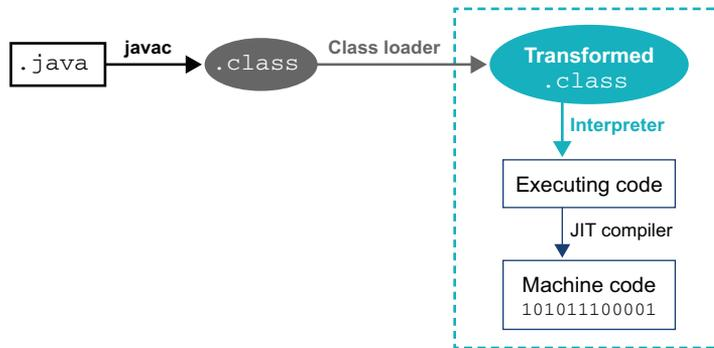 .java
javac
.class
Class loader
Transformed
.class
Interpreter
Executing code
JIT compiler
Machine code
101011100001